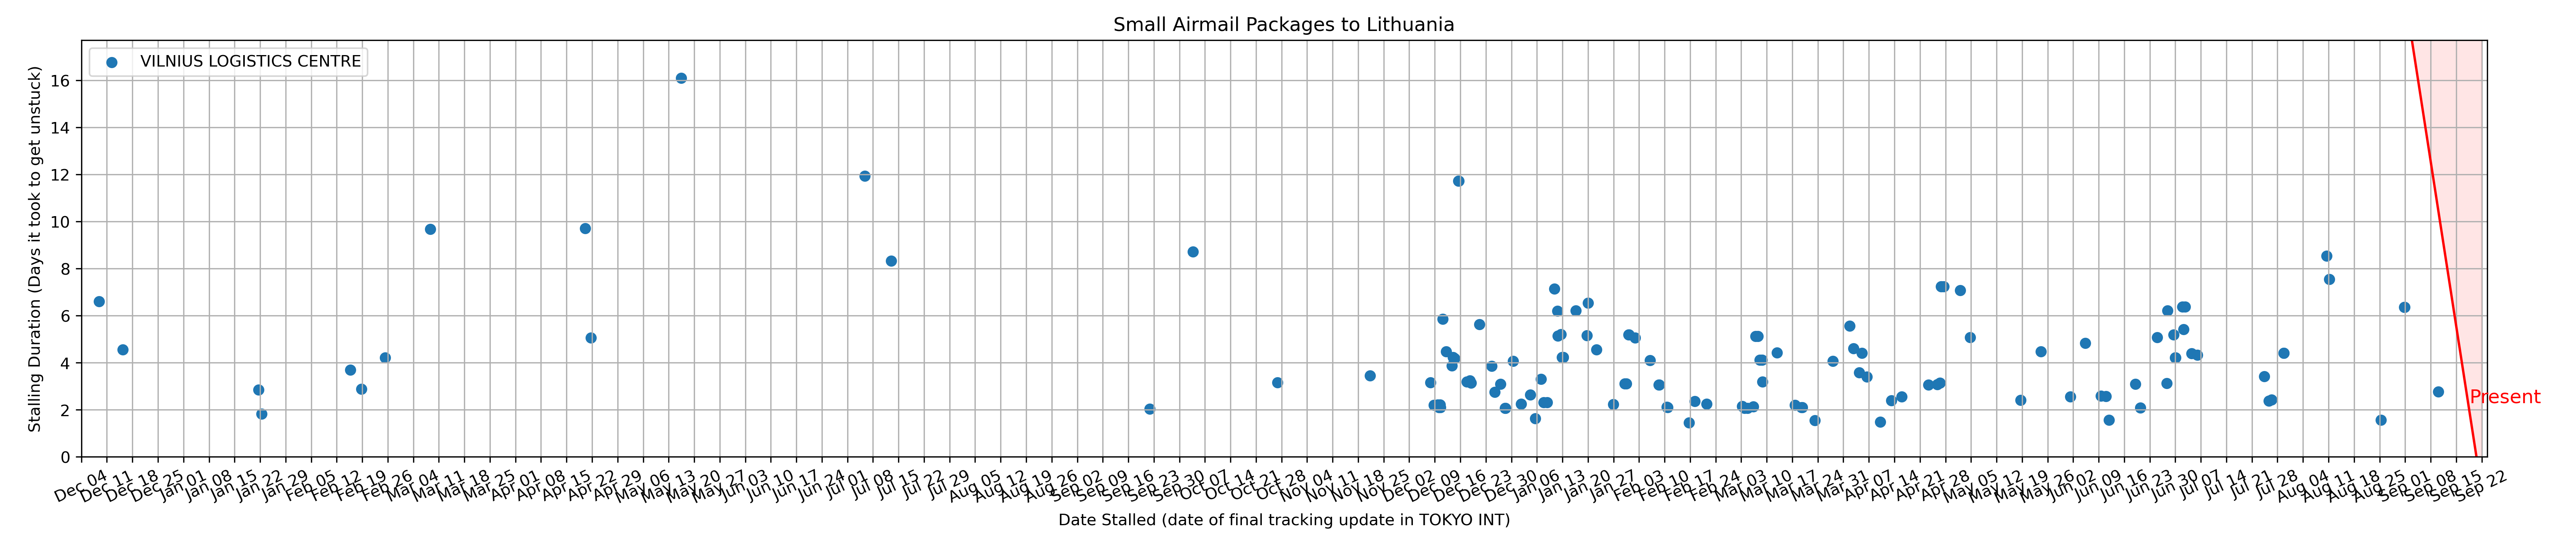 Small Airmail Packages to Lithuania
VILNIUS LOGISTICS CENTRE
Stalling Duration (Days it took to get unstuck)
16
14
12
10
8
6
4
2
0
Present
Dec 04 Dec 11 Dec 18 Dec 25 Jan 01 Jan 08 Jan 15 Jan 22 Jan 29 Feb 05 Feb 12 Feb 19 Feb 26 Mar 04 Mar 11 Mar 18 Mar 25 Apr 01 Apr 08 Apr 15 Apr 22 Apr 29 May 06 May 13 May 20 May 27 Jun 03 Jun 10 Jun 17 Jun 24 Jul 01 Jul 08 Jul 15 Jul 22 Jul 29 Aug 05 Aug 12 Aug 19 Aug 26 Sep 02 Sep 09 Sep 16 Sep 23 Sep 30 Oct 07 Oct 14 Oct 21 Oct 28 Nov 04 Nov 11 Nov 18 Nov 25 Dec 02 Dec 09 Dec 16 Dec 23 Dec 30 Jan 06 Jan 13 Jan 20 Jan 27 Feb 03 Feb 10 Feb 17 Feb 24 Mar 03 Mar 10 Mar 17 Mar 24 Mar 31 Apr 07 Apr 14 Apr 21 Apr 28 May 05 May 12 May 19 May 26 Jun 02 Jun 09 Jun 16 Jun 23 Jun 30 Jul 07 Jul 14 Jul 21 Jul 28 Aug 04 Aug 11 Aug 18 Aug 25 Sep 01 Sep 08 Sep 15 Sep 22
Date Stalled (date of final tracking update in TOKYO INT)